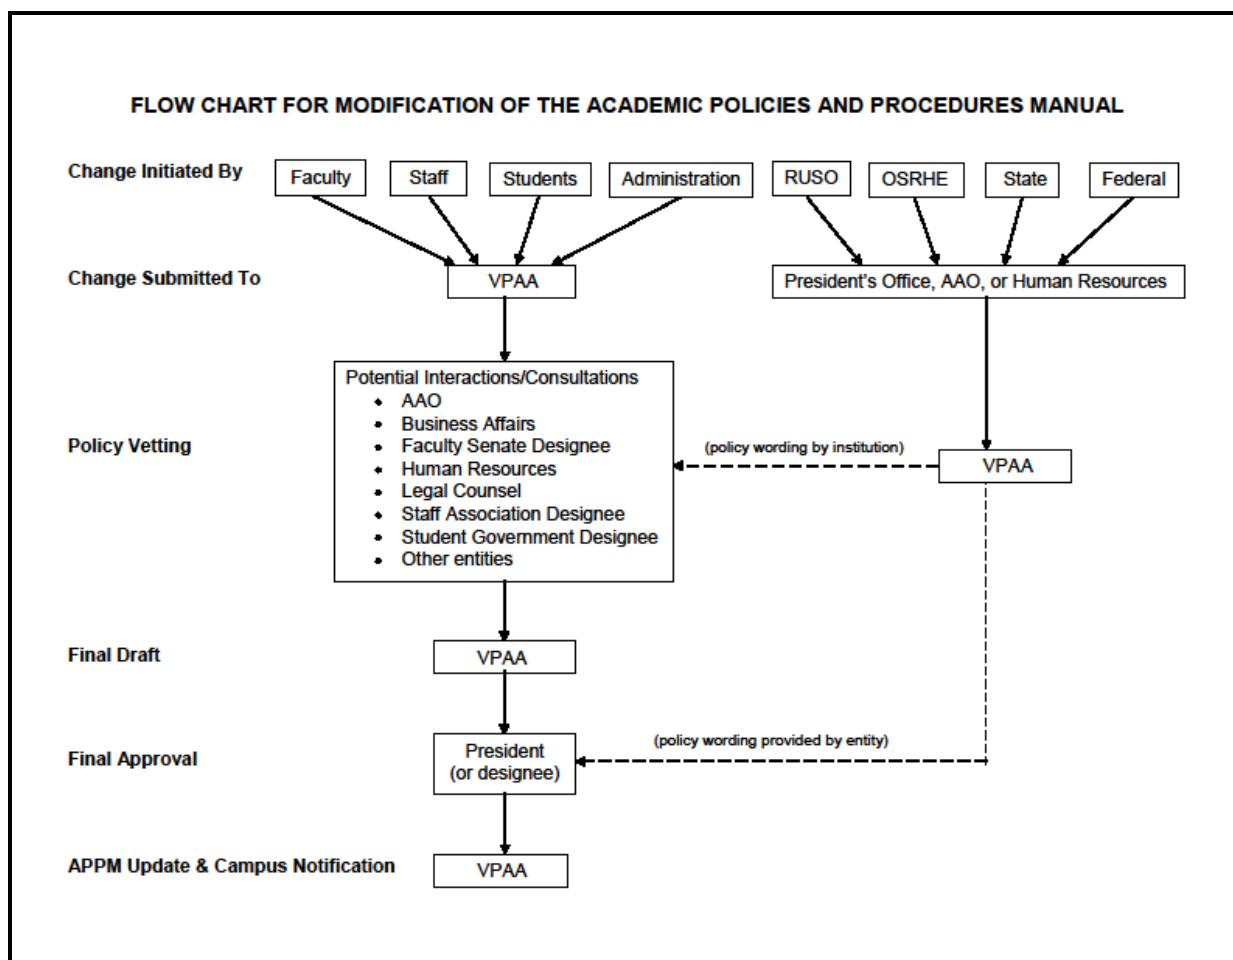 FLOW CHART FOR MODIFICATION OF THE ACADEMIC POLICIES AND PROCEDURES MANUAL
Change Initiated By
Faculty
Staff
Students
Administration
RUSO
OSRHE
State
Federal
Change Submitted To
VPAA
President's Office, AAO, or Human Resources
Potential Interactions/Consultations
AAO
Business Affairs
Faculty Senate Designee
Human Resources
Legal Counsel
Staff Association Designee
Student Government Designee
Other entities
Policy Vetting
(policy wording by institution)
VPAA
Final Draft
VPAA
Final Approval
President
(or designee)
(policy wording provided by entity)
APPM Update & Campus Notification
VPAA